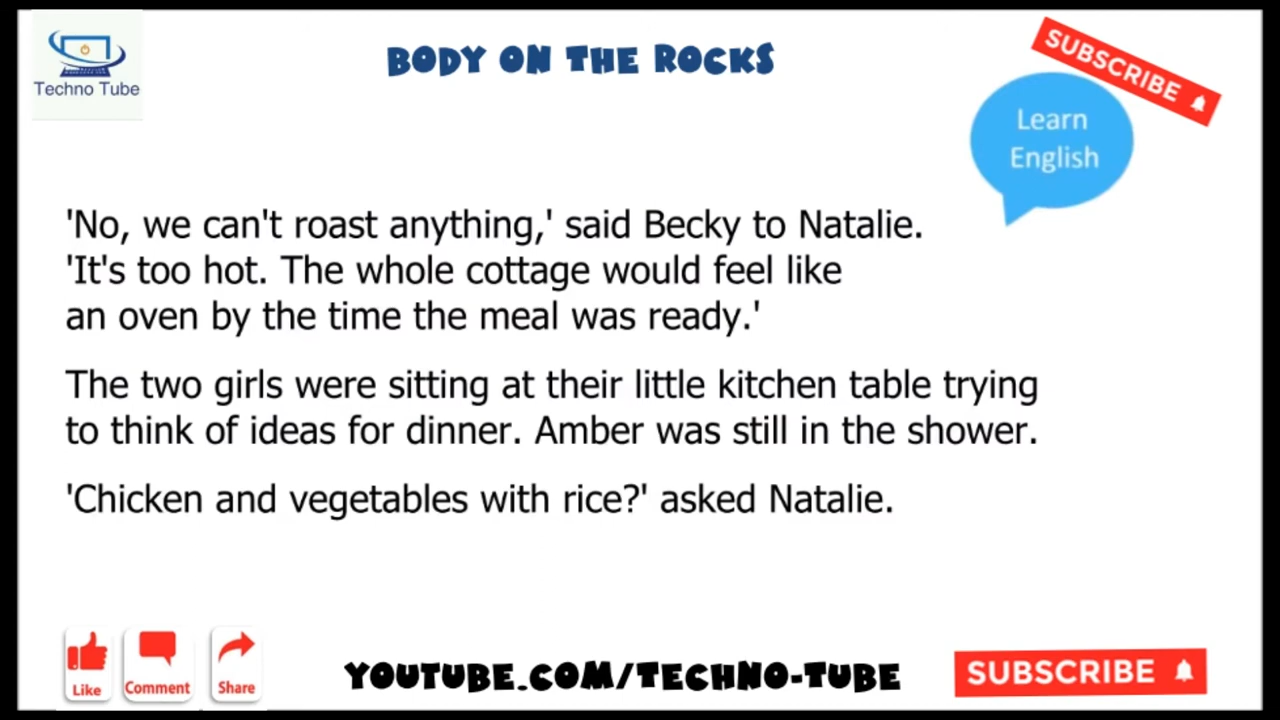 Techno Tube
BODY ON THE ROCKS
SUBSCRIBE
Learn
English
'No, we can't roast anything,' said Becky to Natalie.
'It's too hot. The whole cottage would feel like
an oven by the time the meal was ready.'
The two girls were sitting at their little kitchen table trying
to think of ideas for dinner. Amber was still in the shower.
'Chicken and vegetables with rice?' asked Natalie.
Like
Comment
Share
YOUTUBE.COM/TECHNO-TUBE
SUBSCRIBE